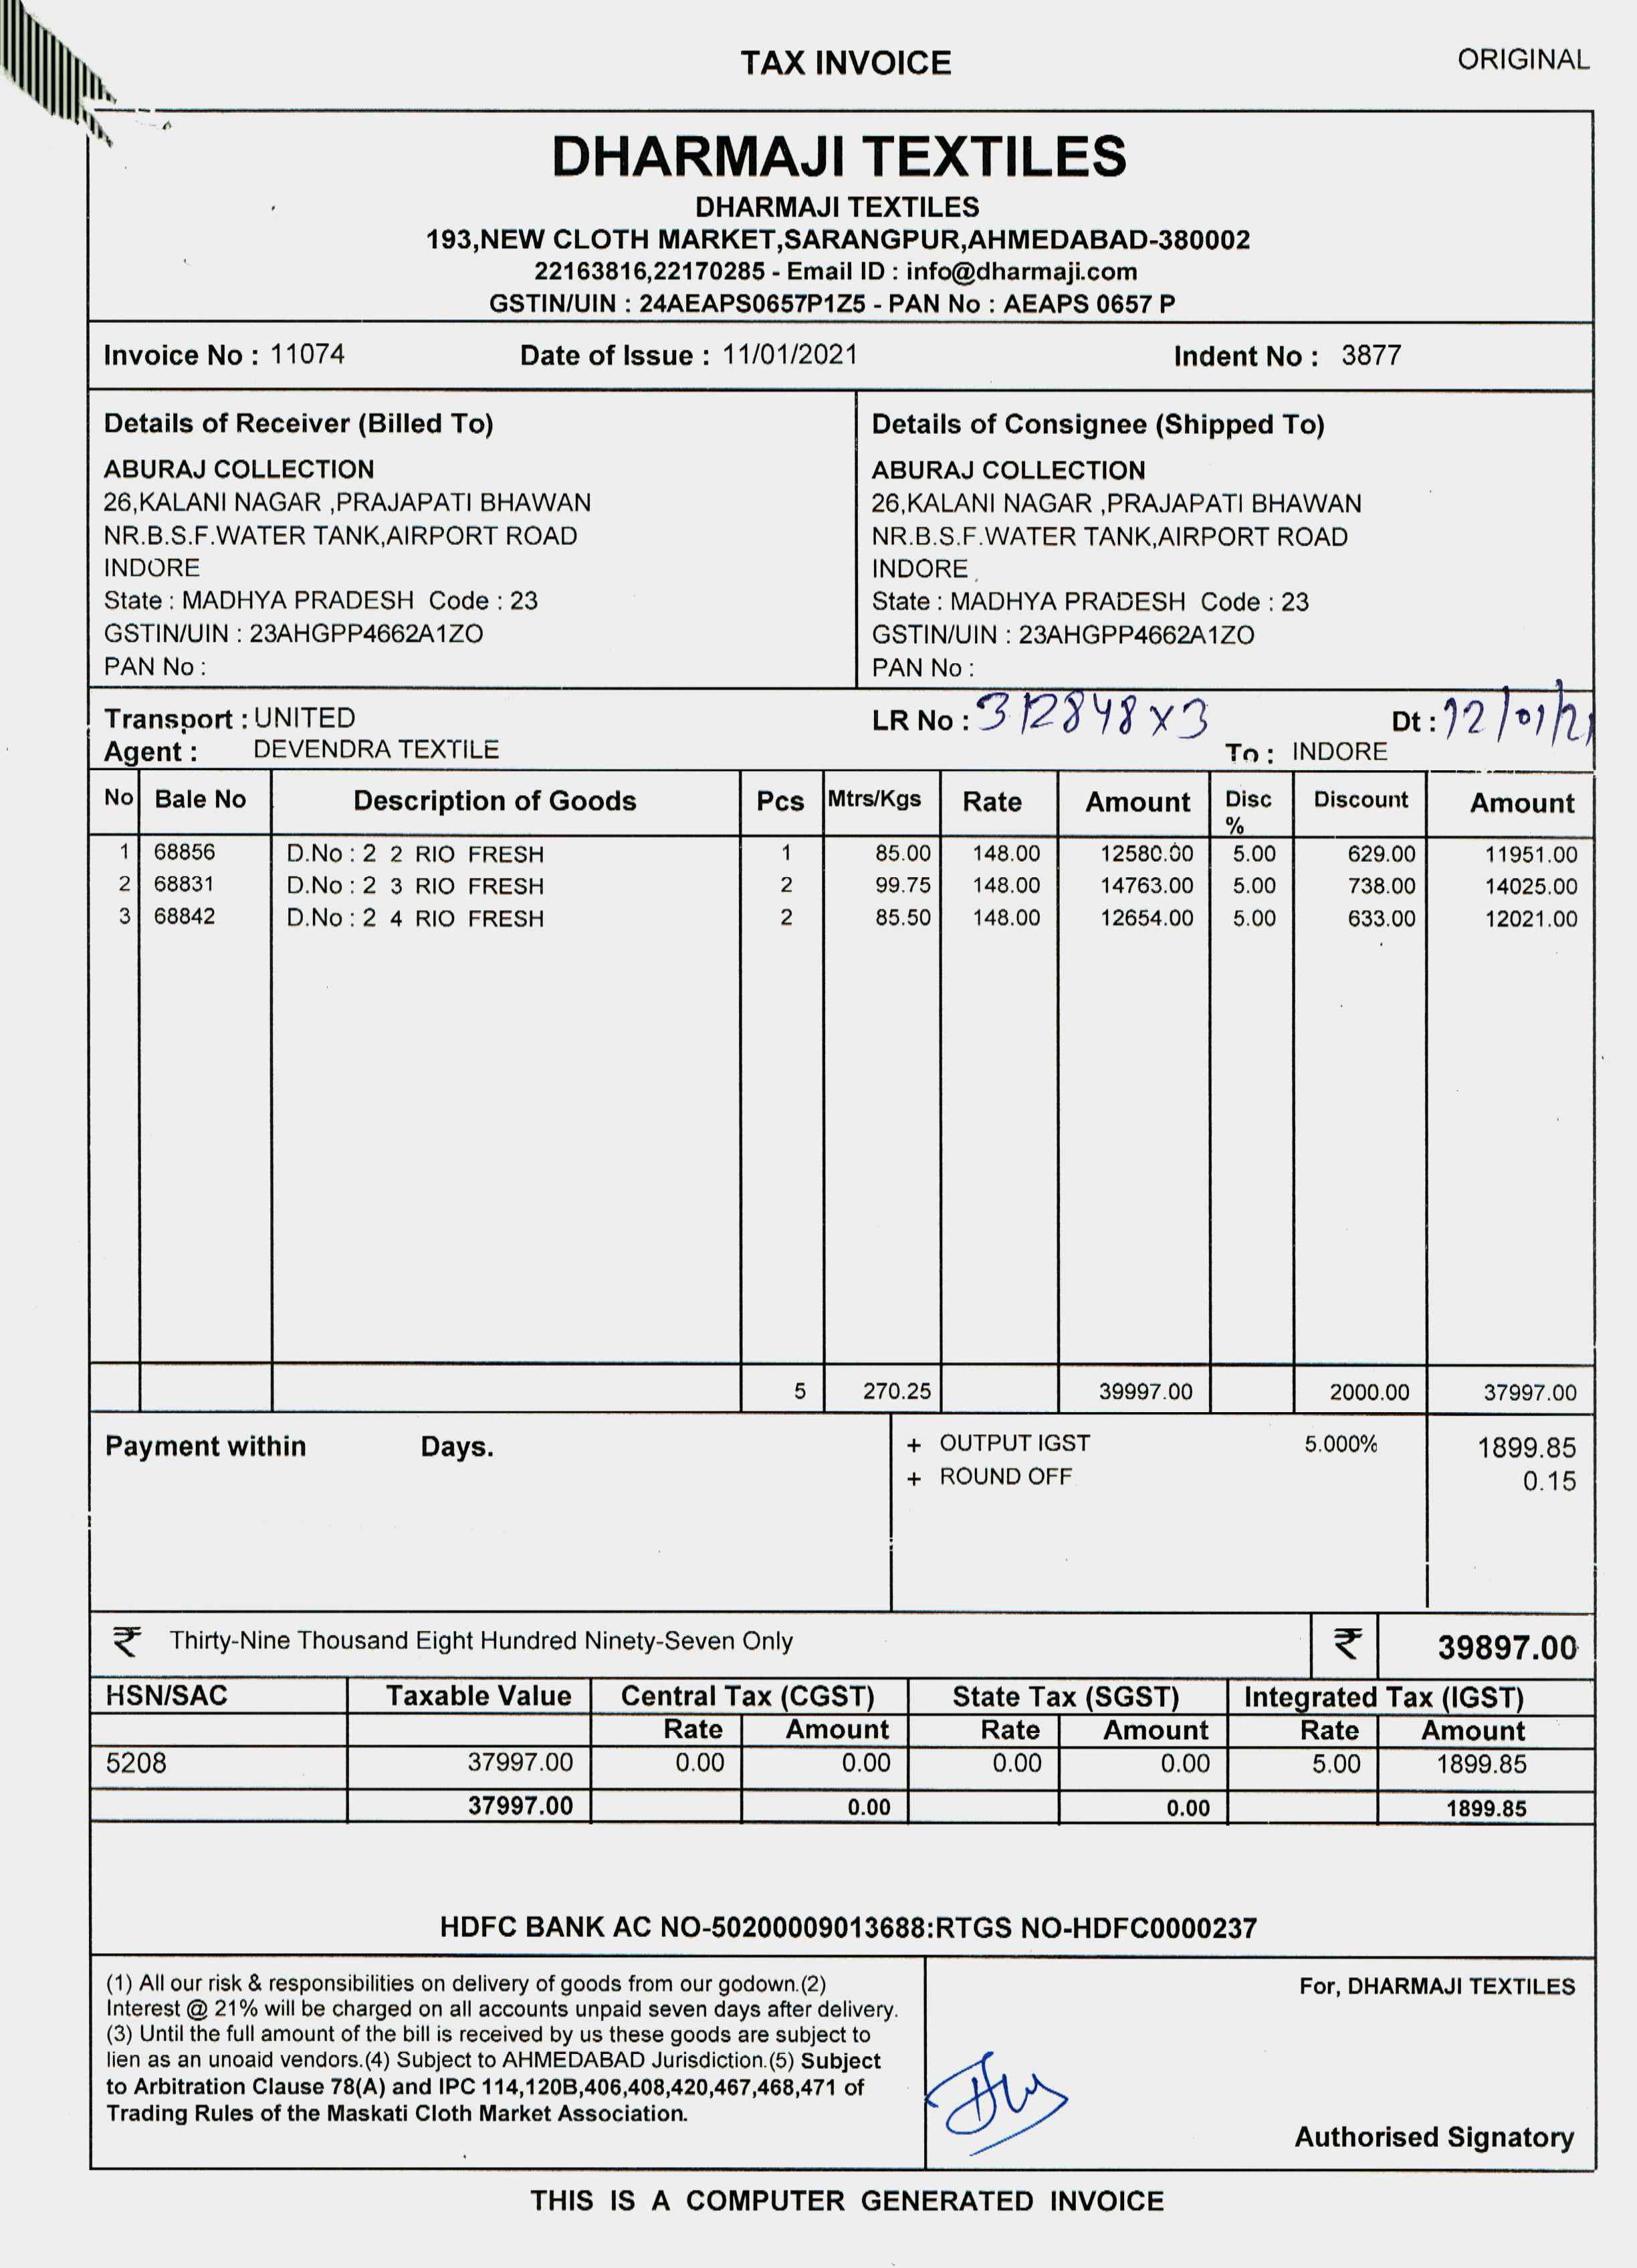 TAX INVOICE
ORIGINAL
DHARMAJI TEXTILES
DHARMAJI TEXTILES
193,NEW CLOTH MARKET,SARANGPUR,AHMEDABAD-380002
22163816,22170285 - Email ID : info@dharmaji.com
GSTIN/UIN : 24AEAPS0657P1Z5 - PAN No : AEAPS 0657 P
Invoice No : 11074 Date of Issue : 11/01/2021 Indent No : 3877
Details of Receiver (Billed To)
ABURAJ COLLECTION
26,KALANI NAGAR ,PRAJAPATI BHAWAN
NR.B.S.F.WATER TANK,AIRPORT ROAD
INDORE
State : MADHYA PRADESH Code : 23
GSTIN/UIN : 23AHGPP4662A1ZO
PAN No :
Details of Consignee (Shipped To)
ABURAJ COLLECTION
26,KALANI NAGAR ,PRAJAPATI BHAWAN
NR.B.S.F.WATER TANK,AIRPORT ROAD
INDORE
State : MADHYA PRADESH Code : 23
GSTIN/UIN : 23AHGPP4662A1ZO
PAN No :
Transport : UNITED LR No : 312848 x 3 Dt : 12/01/21
Agent : DEVENDRA TEXTILE To : INDORE
No Bale No Description of Goods Pcs Mtrs/Kgs Rate Amount Disc % Discount Amount
1 68856 D.No : 2 2 RIO FRESH 1 85.00 148.00 12580.00 5.00 629.00 11951.00
2 68831 D.No : 2 3 RIO FRESH 2 99.75 148.00 14763.00 5.00 738.00 14025.00
3 68842 D.No : 2 4 RIO FRESH 2 85.50 148.00 12654.00 5.00 633.00 12021.00
5 270.25 39997.00 2000.00 37997.00
Payment within Days.
+ OUTPUT IGST 5.000% 1899.85
+ ROUND OFF 0.15
₹ Thirty-Nine Thousand Eight Hundred Ninety-Seven Only ₹ 39897.00
HSN/SAC Taxable Value Central Tax (CGST) State Tax (SGST) Integrated Tax (IGST)
Rate Amount Rate Amount Rate Amount
5208 37997.00 0.00 0.00 0.00 0.00 5.00 1899.85
37997.00 0.00 0.00 1899.85
HDFC BANK AC NO-50200009013688:RTGS NO-HDFC0000237
(1) All our risk & responsibilities on delivery of goods from our godown.(2)
Interest @ 21% will be charged on all accounts unpaid seven days after delivery.
(3) Until the full amount of the bill is received by us these goods are subject to
lien as an unoaid vendors.(4) Subject to AHMEDABAD Jurisdiction.(5) Subject
to Arbitration Clause 78(A) and IPC 114,120B,406,408,420,467,468,471 of
Trading Rules of the Maskati Cloth Market Association.
For, DHARMAJI TEXTILES
Authorised Signatory
THIS IS A COMPUTER GENERATED INVOICE